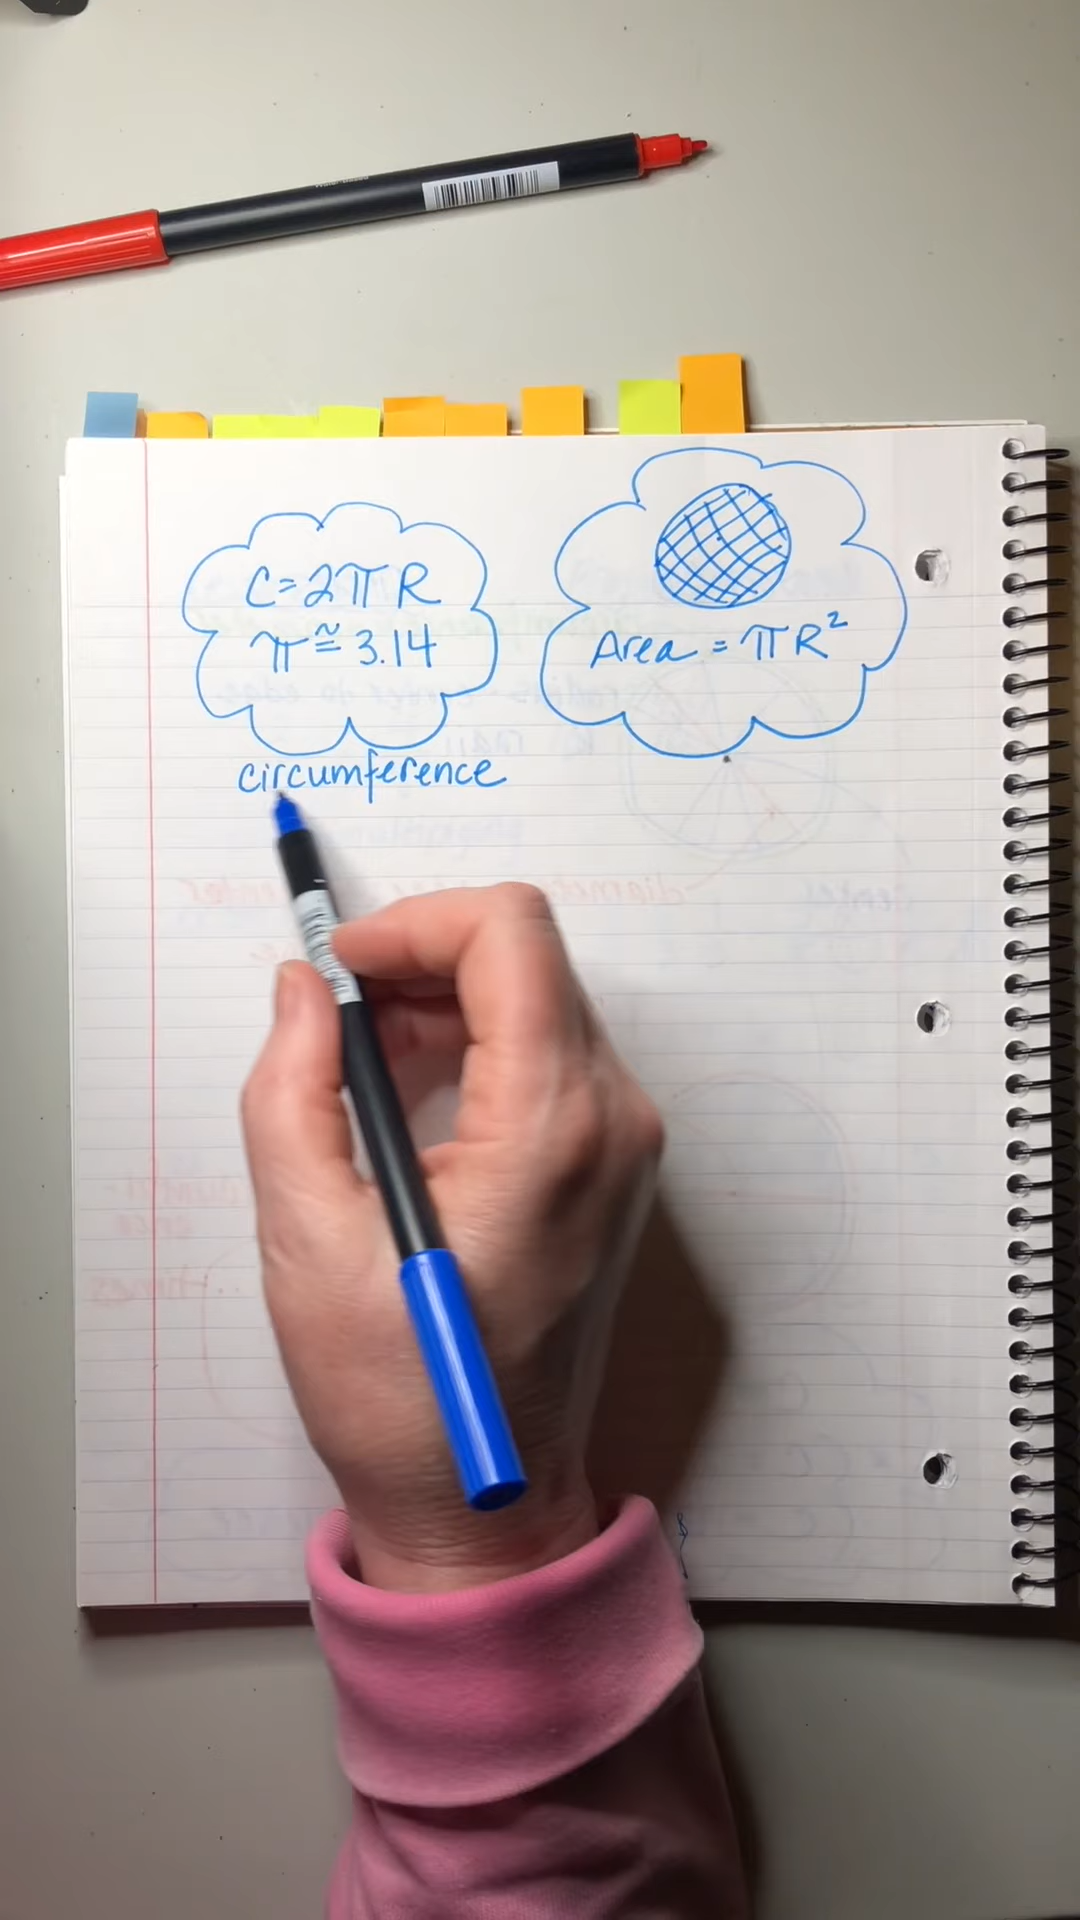 C=2πR
π≅3.14
circumference
Area = πR²